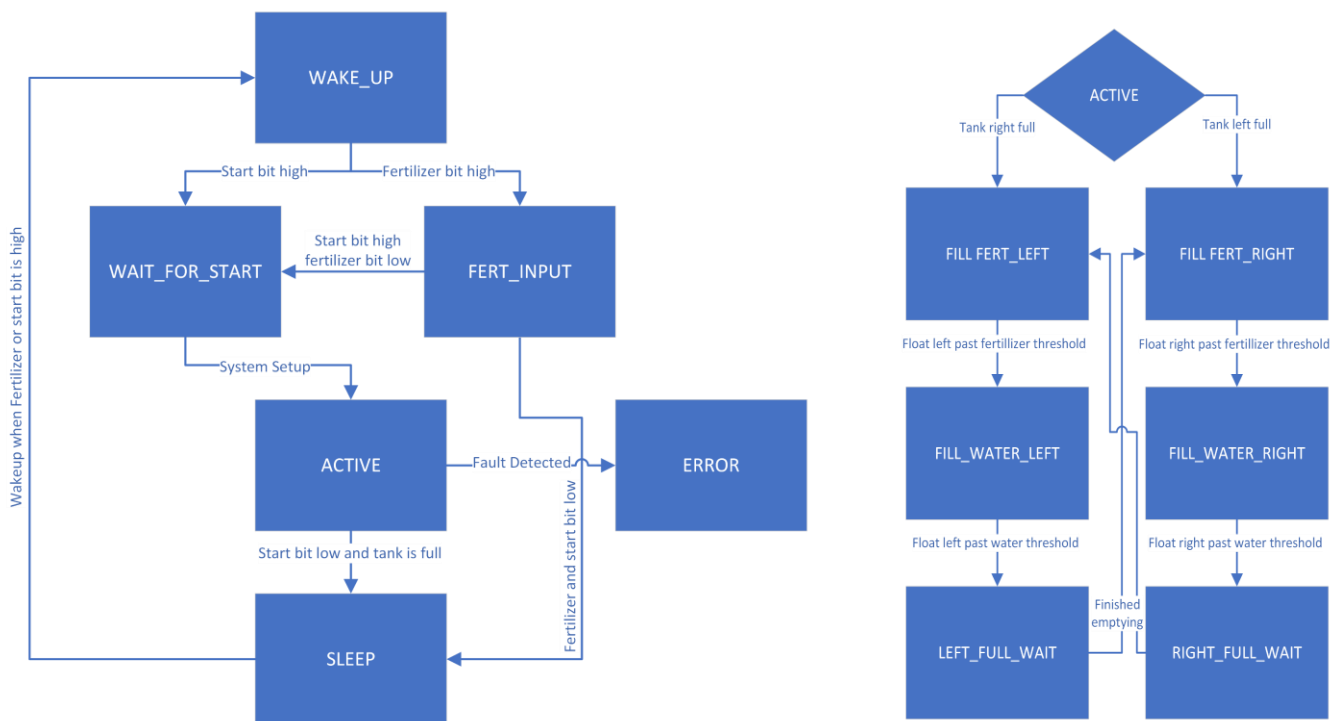 WAKE_UP
Start bit high
Fertilizer bit high
WAIT_FOR_START
Start bit high
fertilizer bit low
FERT_INPUT
System Setup
ACTIVE
Fault Detected
ERROR
Start bit low and tank is full
Fertilizer and start bit low
SLEEP
Wakeup when Fertilizer or start bit is high
ACTIVE
Tank right full
Tank left full
FILL FERT_LEFT
FILL FERT_RIGHT
Float left past fertillizer threshold
Float right past fertillizer threshold
FILL_WATER_LEFT
FILL_WATER_RIGHT
Float left past water threshold
Float right past water threshold
Finished
emptying
LEFT_FULL_WAIT
RIGHT_FULL_WAIT